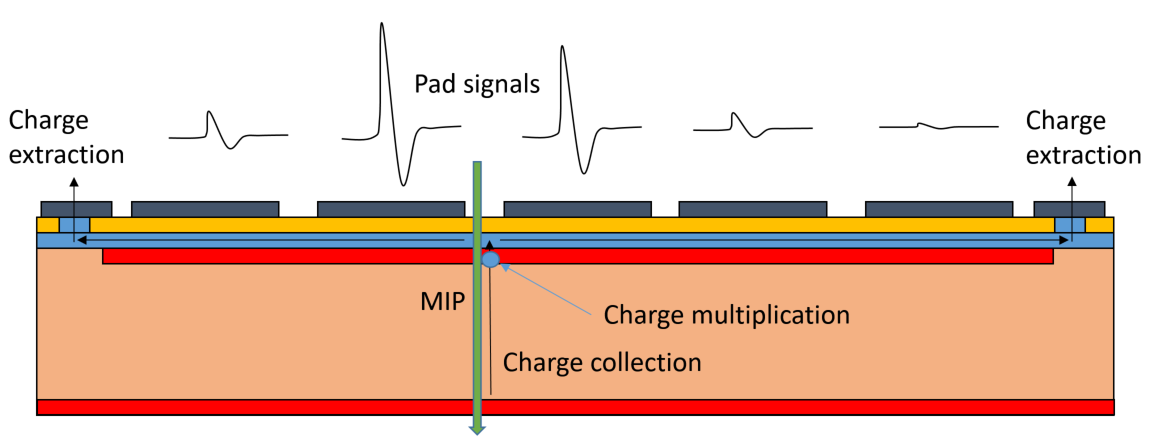 Pad signals
Charge
extraction
Charge
extraction
MIP
Charge multiplication
Charge collection